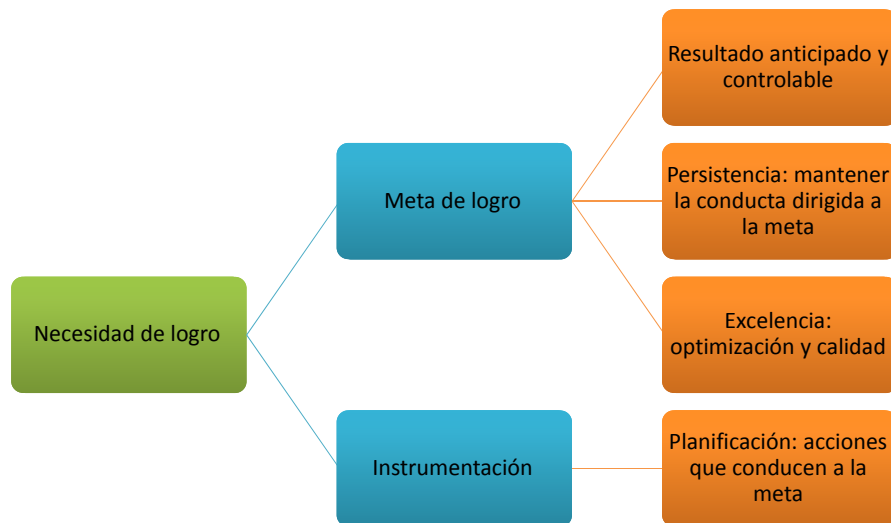 Resultado anticipado y
controlable
Meta de logro
Persistencia: mantener
la conducta dirigida a
la meta
Necesidad de logro
Excelencia:
optimización y calidad
Instrumentación
Planificación: acciones
que conducen a la
meta